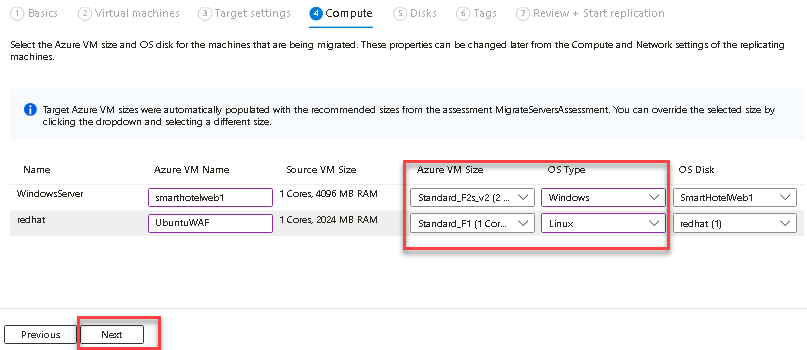 1 Basics 2 Virtual machines 3 Target settings 4 Compute 5 Disks 6 Tags 7 Review + Start replication
Select the Azure VM size and OS disk for the machines that are being migrated. These properties can be changed later from the Compute and Network settings of the replicating
machines.
Target Azure VM sizes were automatically populated with the recommended sizes from the assessment MigrateServersAssessment. You can override the selected size by
clicking the dropdown and selecting a different size.
Name Azure VM Name Source VM Size Azure VM Size OS Type OS Disk
WindowsServer smarthotelweb1 1 Cores, 4096 MB RAM Standard_F2s_v2 (2 ... Windows SmartHotelWeb1
redhat UbuntuWAF 1 Cores, 2024 MB RAM Standard_F1 (1 Cor... Linux redhat (1)
Previous Next